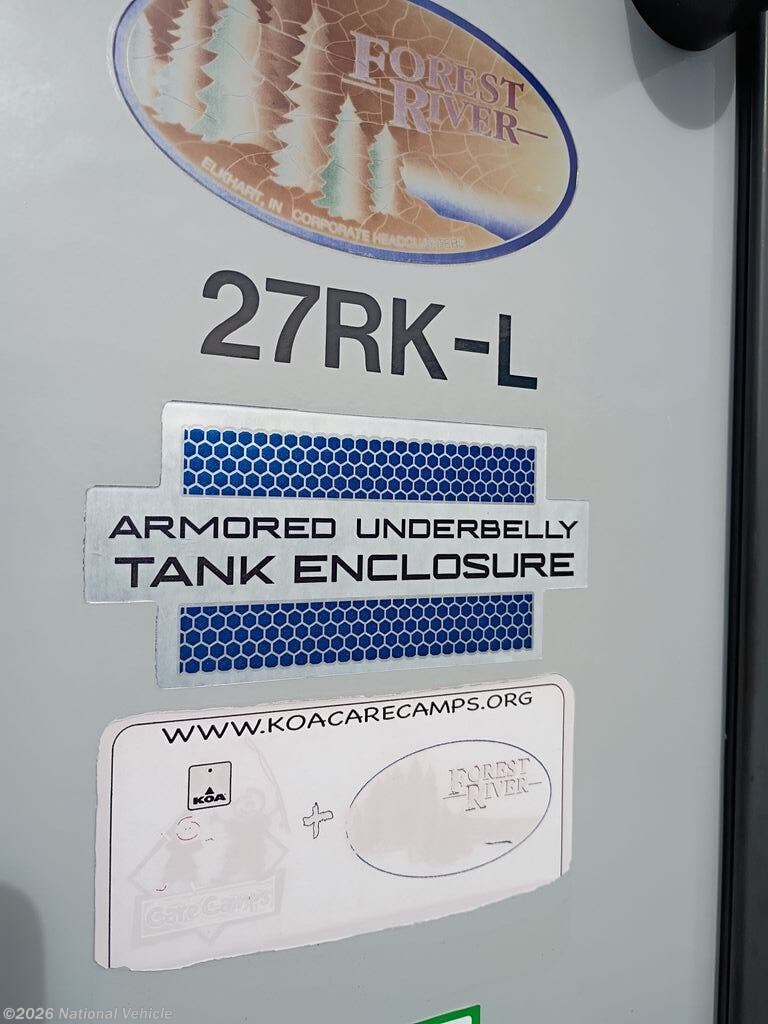 FOREST
RIVER
ELKHART, IN CORPORATE HEADQUARTERS
27RK-L
ARMORED UNDERBELLY
TANK ENCLOSURE
WWW.KOACARECAMPS.ORG
KOA
+
FOREST
RIVER
Care Camps
©2026 National Vehicle